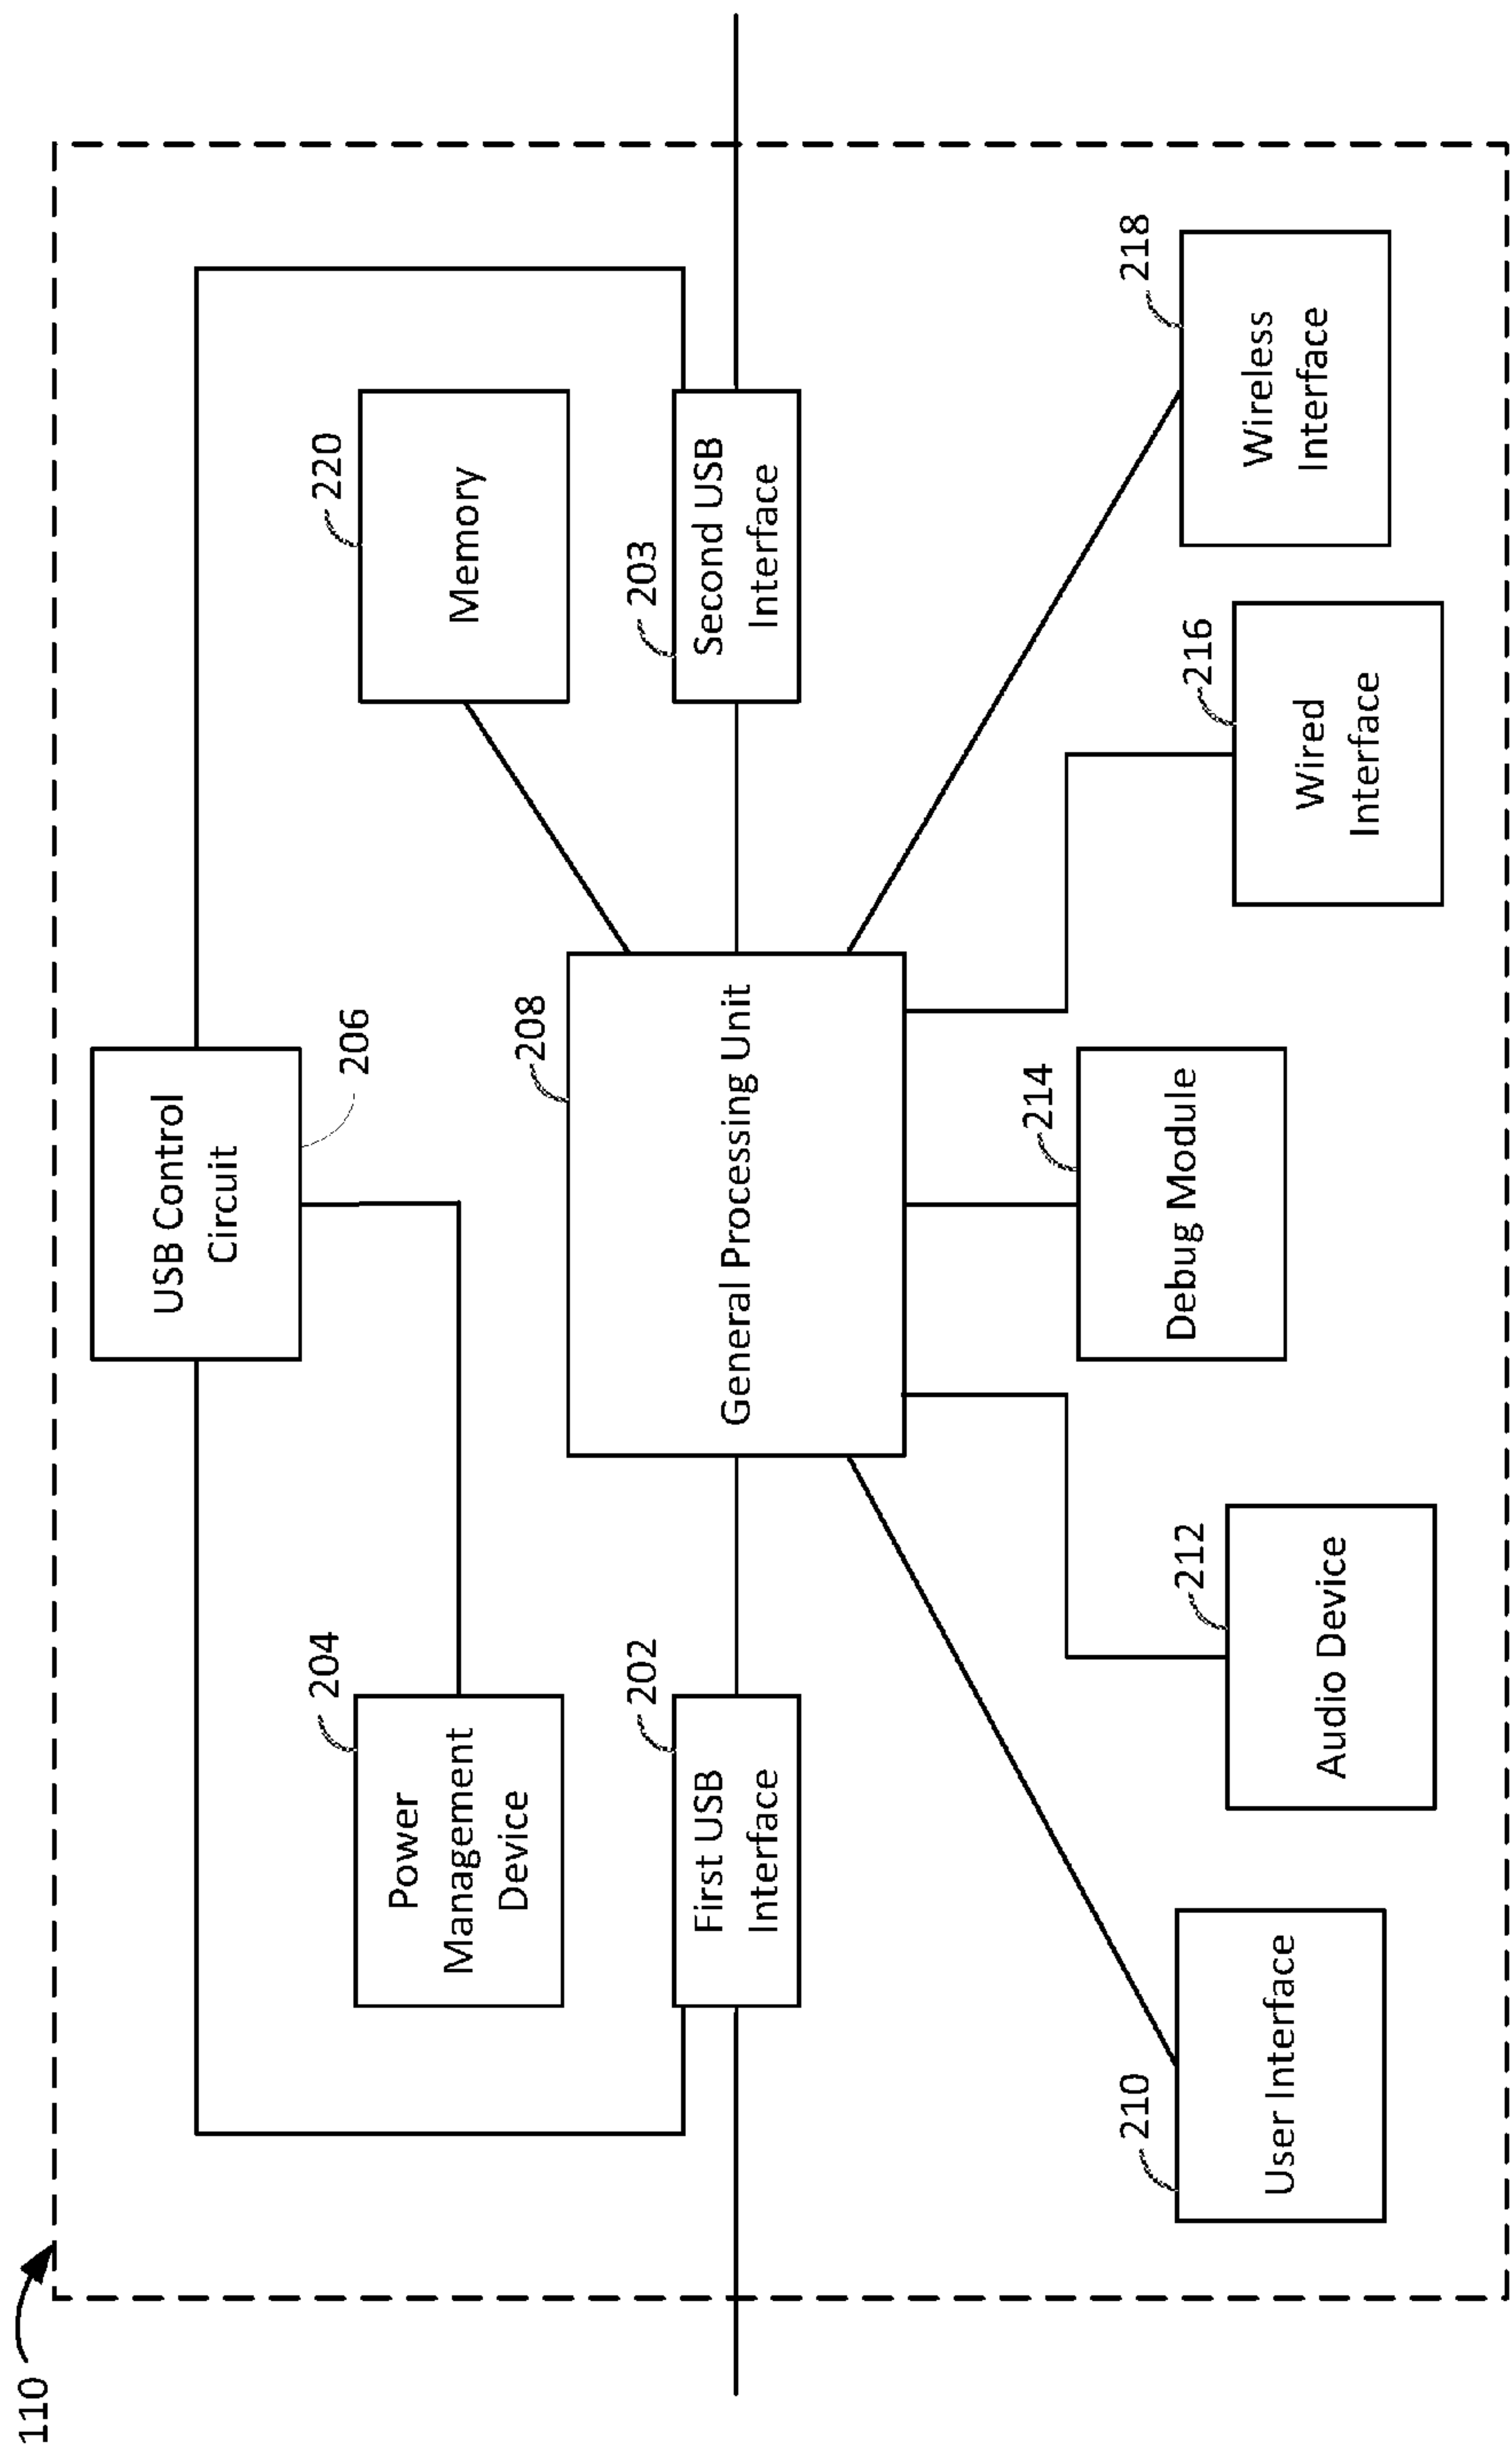 110
USB Control
Circuit
206
204
Power
Management
Device
220
Memory
202
First USB
Interface
208
General Processing Unit
203
Second USB
Interface
210
User Interface
212
Audio Device
214
Debug Module
216
Wired
Interface
218
Wireless
Interface